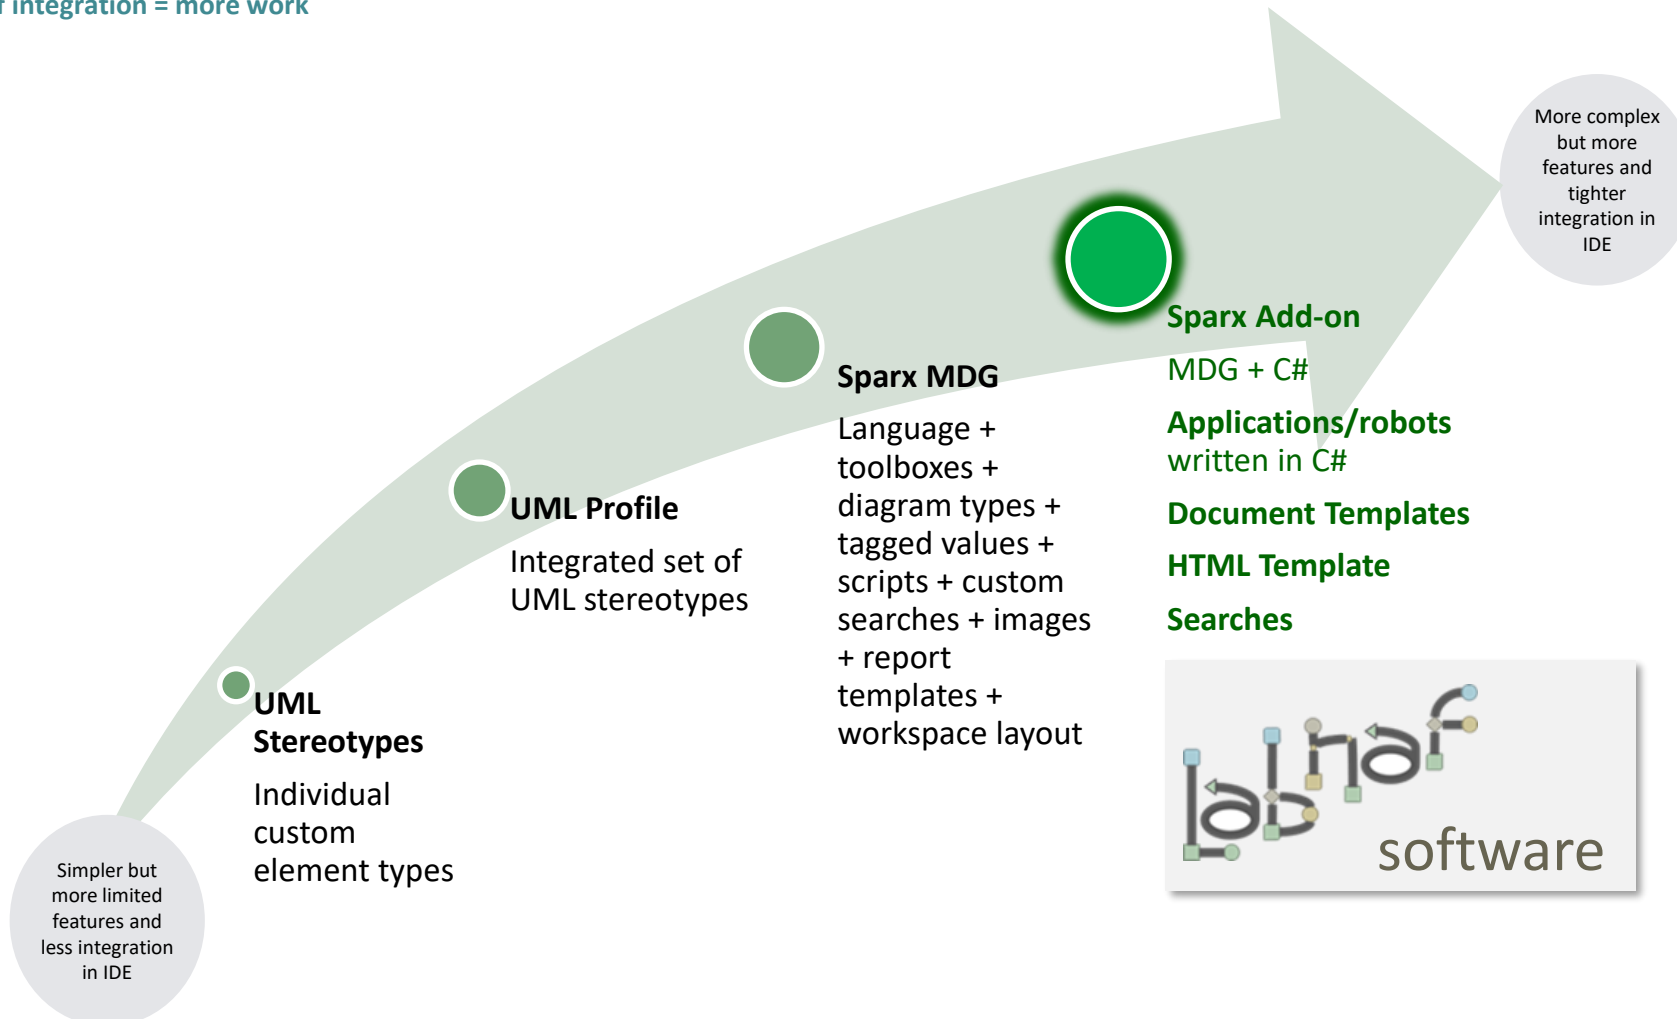 f integration = more work
More complex
but more
features and
tighter
integration in
IDE
Sparx Add-on
MDG + C#
Applications/robots
written in C#
Document Templates
HTML Template
Searches
Sparx MDG
Language +
toolboxes +
diagram types +
tagged values +
scripts + custom
searches + images
+ report
templates +
workspace layout
UML Profile
Integrated set of
UML stereotypes
UML
Stereotypes
Individual
custom
element types
Simpler but
more limited
features and
less integration
in IDE
labnaf
software